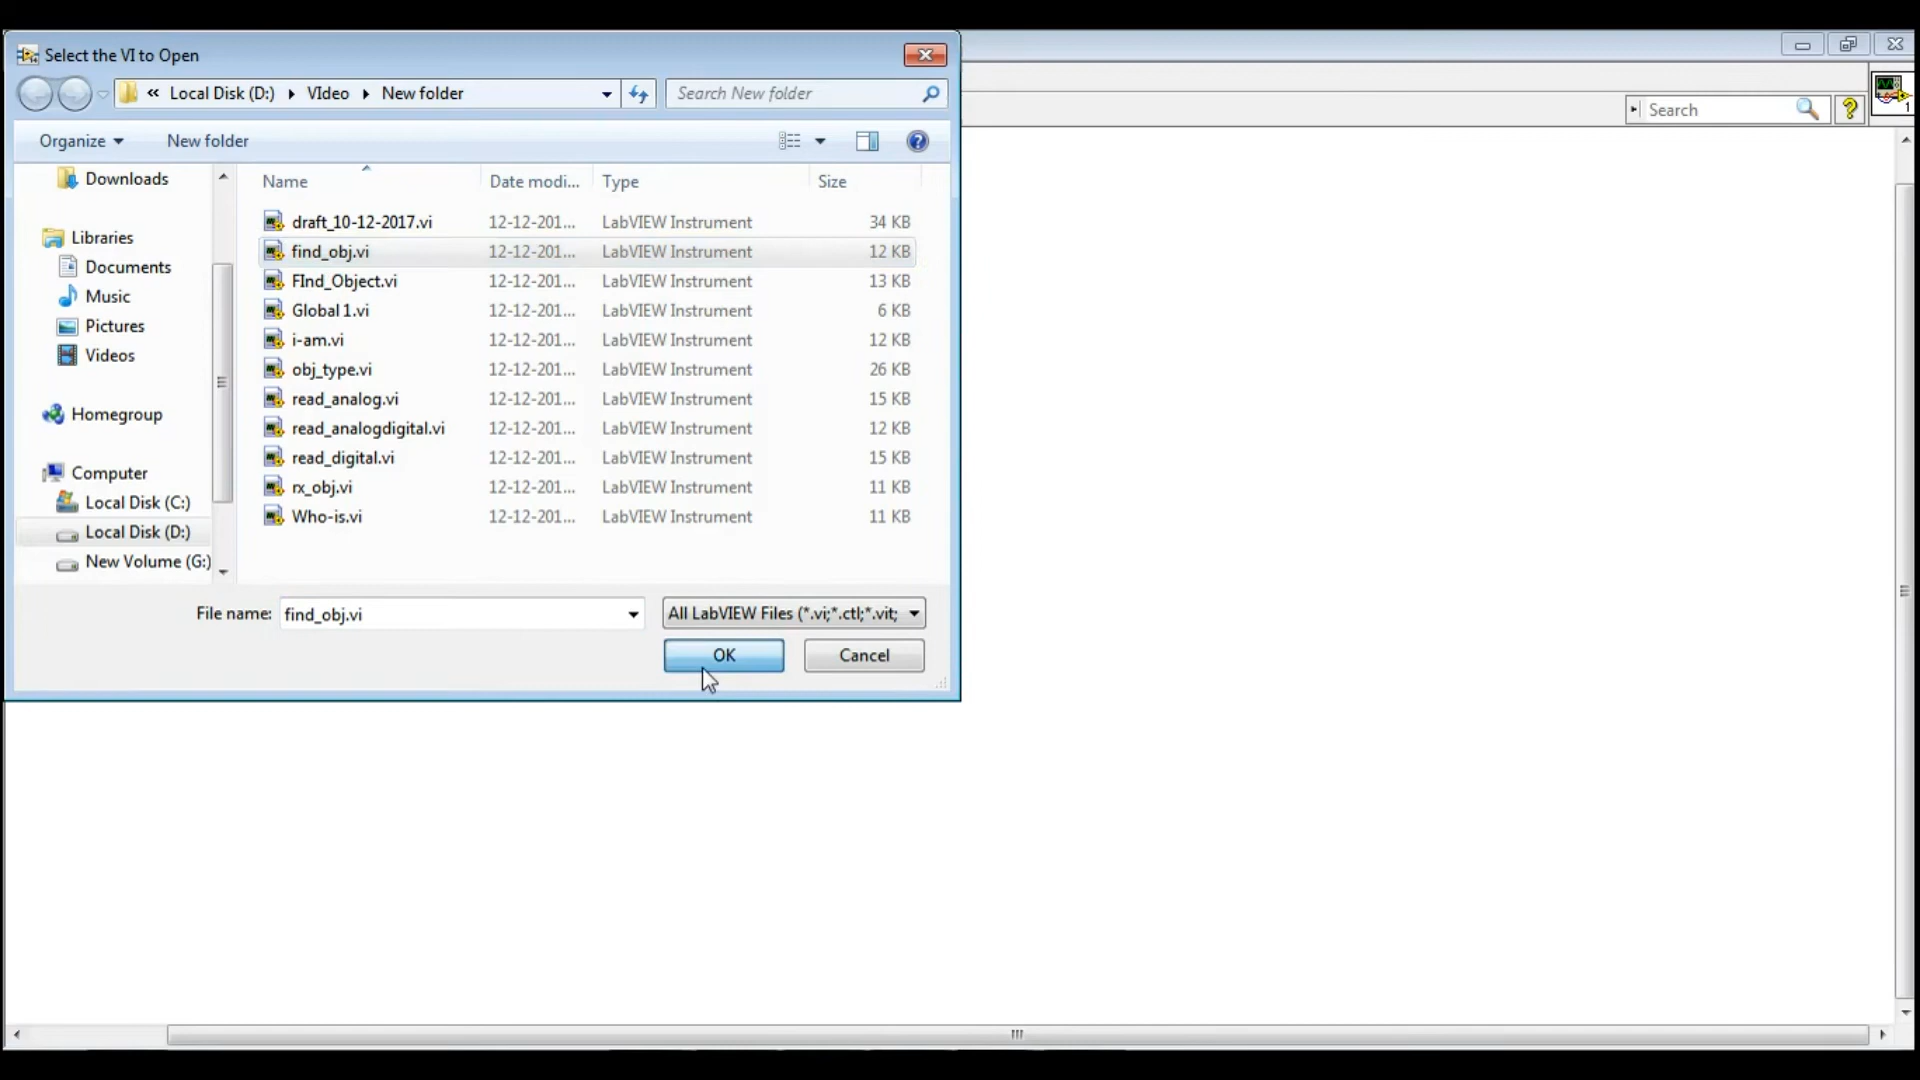 Select the VI to Open
« Local Disk (D:) VIdeo New folder
Search New folder
Search
1
Organize New folder
Name Date modi... Type Size
Downloads
Libraries
Documents
Music
Pictures
Videos
Homegroup
Computer
Local Disk (C:)
Local Disk (D:)
New Volume (G:)
draft_10-12-2017.vi 12-12-201... LabVIEW Instrument 34 KB
find_obj.vi 12-12-201... LabVIEW Instrument 12 KB
FInd_Object.vi 12-12-201... LabVIEW Instrument 13 KB
Global 1.vi 12-12-201... LabVIEW Instrument 6 KB
i-am.vi 12-12-201... LabVIEW Instrument 12 KB
obj_type.vi 12-12-201... LabVIEW Instrument 26 KB
read_analog.vi 12-12-201... LabVIEW Instrument 15 KB
read_analogdigital.vi 12-12-201... LabVIEW Instrument 12 KB
read_digital.vi 12-12-201... LabVIEW Instrument 15 KB
rx_obj.vi 12-12-201... LabVIEW Instrument 11 KB
Who-is.vi 12-12-201... LabVIEW Instrument 11 KB
File name: find_obj.vi All LabVIEW Files (*.vi;*.ctl;*.vit;
OK Cancel